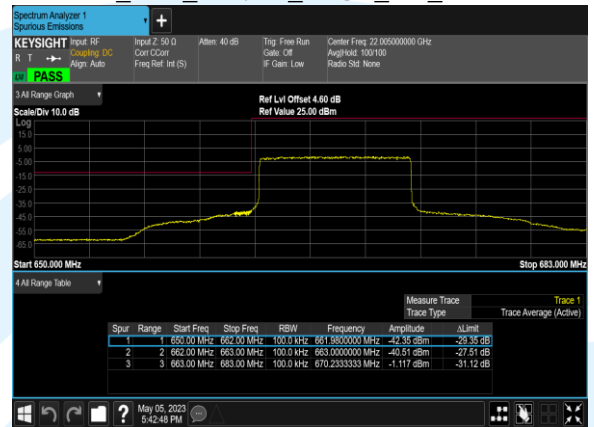 Spectrum Analyzer 1
Spurious Emissions
KEYSIGHT Input: RF Input Z: 50 Ω Atten: 40 dB Trig: Free Run Center Freq: 22.005000000 GHz
R T Coupling: DC Corr CCorr Gate: Off Avg|Hold: 100/100
Align: Auto Freq Ref: Int (S) IF Gain: Low Radio Std: None
LV PASS
3 All Range Graph
Ref Lvl Offset 4.60 dB
Scale/Div 10.0 dB Ref Value 25.00 dBm
Log
15.0
5.00
-5.00
-15.0
-25.0
-35.0
-45.0
-55.0
-65.0
Start 650.000 MHz Stop 683.000 MHz
4 All Range Table
Measure Trace Trace 1
Trace Type Trace Average (Active)
Spur Range Start Freq Stop Freq RBW Frequency Amplitude ΔLimit
1 1 650.00 MHz 662.00 MHz 100.0 kHz 661.9800000 MHz -42.35 dBm -29.35 dB
2 2 662.00 MHz 663.00 MHz 100.0 kHz 663.0000000 MHz -40.51 dBm -27.51 dB
3 3 663.00 MHz 683.00 MHz 100.0 kHz 670.2333333 MHz -1.117 dBm -31.12 dB
? May 05, 2023
5:42:48 PM